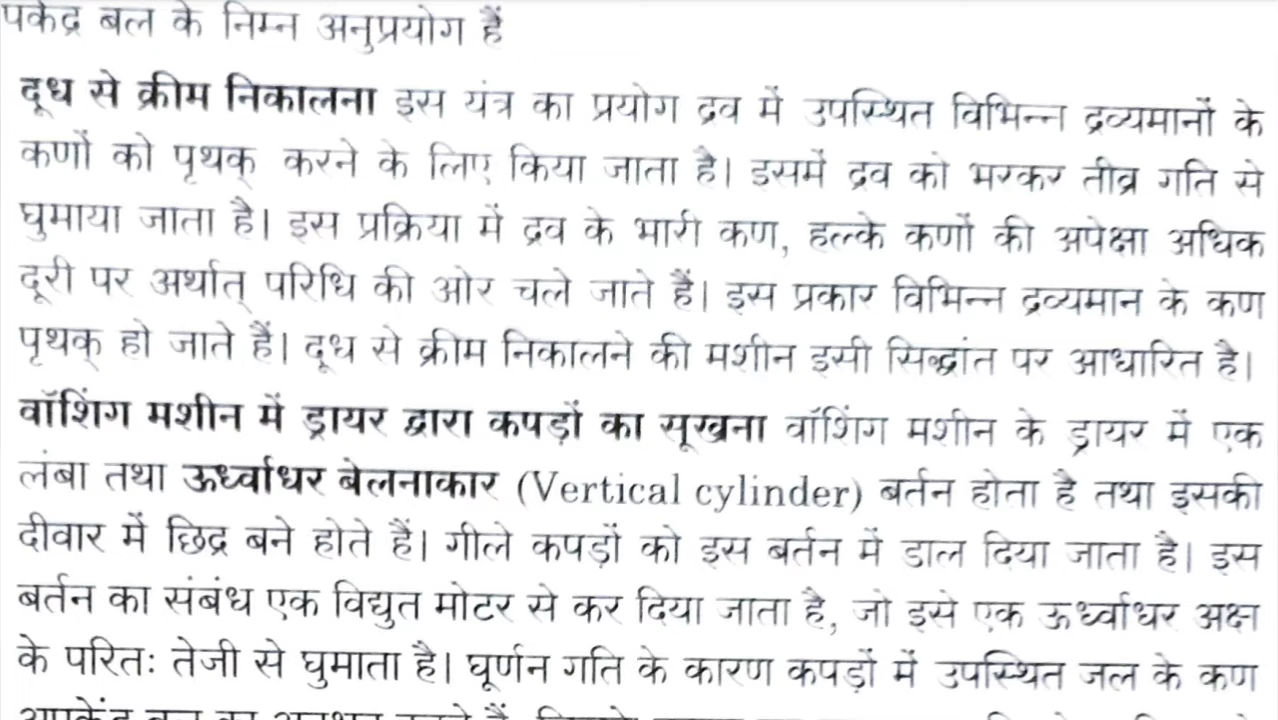 पकेंद्र बल के निम्न अनुप्रयोग हैं
दूध से क्रीम निकालना इस यंत्र का प्रयोग द्रव में उपस्थित विभिन्न द्रव्यमानों के
कणों को पृथक् करने के लिए किया जाता है। इसमें द्रव को भरकर तीव्र गति से
घुमाया जाता है। इस प्रक्रिया में द्रव के भारी कण, हल्के कणों की अपेक्षा अधिक
दूरी पर अर्थात् परिधि की ओर चले जाते हैं। इस प्रकार विभिन्न द्रव्यमान के कण
पृथक् हो जाते हैं। दूध से क्रीम निकालने की मशीन इसी सिद्धांत पर आधारित है।
वॉशिंग मशीन में ड्रायर द्वारा कपड़ों का सूखना वॉशिंग मशीन के ड्रायर में एक
लंबा तथा ऊर्ध्वाधर बेलनाकार (Vertical cylinder) बर्तन होता है तथा इसकी
दीवार में छिद्र बने होते हैं। गीले कपड़ों को इस बर्तन में डाल दिया जाता है। इस
बर्तन का संबंध एक विद्युत मोटर से कर दिया जाता है, जो इसे एक ऊर्ध्वाधर अक्ष
के परितः तेजी से घुमाता है। घूर्णन गति के कारण कपड़ों में उपस्थित जल के कण